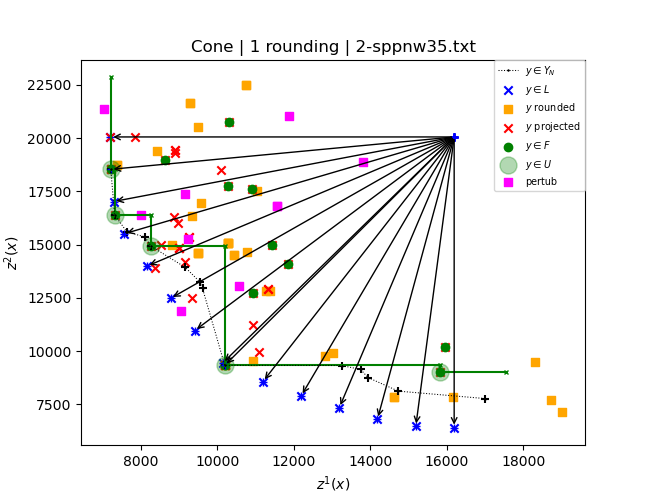 Cone | 1 rounding | 2-sppnw35.txt
y ∈ Y_N
y ∈ L
y rounded
y projected
y ∈ F
y ∈ U
pertub
22500
20000
17500
15000
12500
10000
7500
z²(x)
8000 10000 12000 14000 16000 18000
z¹(x)